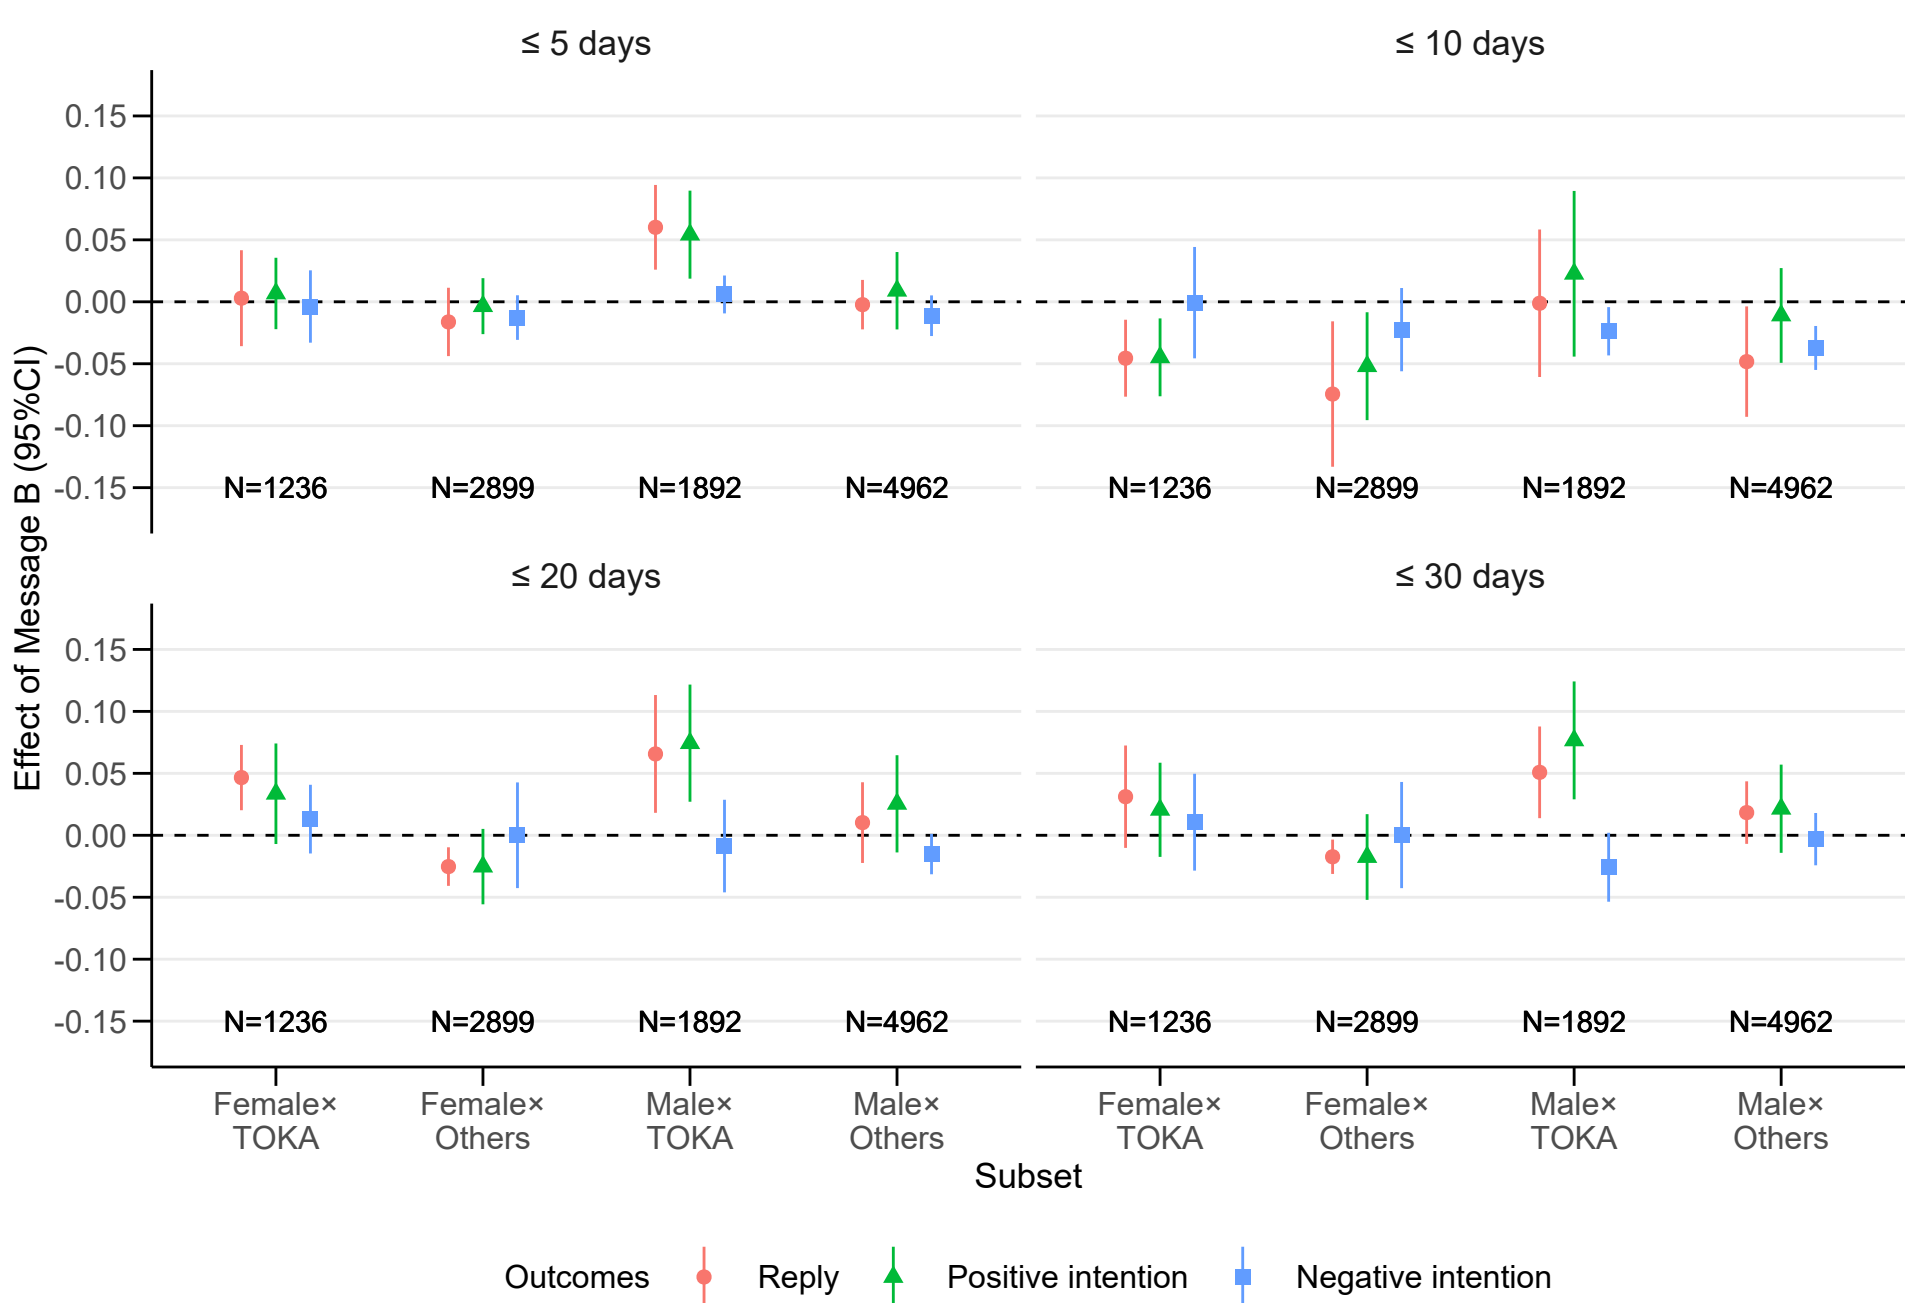 ≤ 5 days
≤ 10 days
0.15
0.10
0.05
0.00
-0.05
-0.10
-0.15
N=1236
N=2899
N=1892
N=4962
N=1236
N=2899
N=1892
N=4962
Effect of Message B (95%CI)
≤ 20 days
≤ 30 days
0.15
0.10
0.05
0.00
-0.05
-0.10
-0.15
N=1236
N=2899
N=1892
N=4962
N=1236
N=2899
N=1892
N=4962
Female×
TOKA
Female×
Others
Male×
TOKA
Male×
Others
Female×
TOKA
Female×
Others
Male×
TOKA
Male×
Others
Subset
Outcomes
Reply
Positive intention
Negative intention